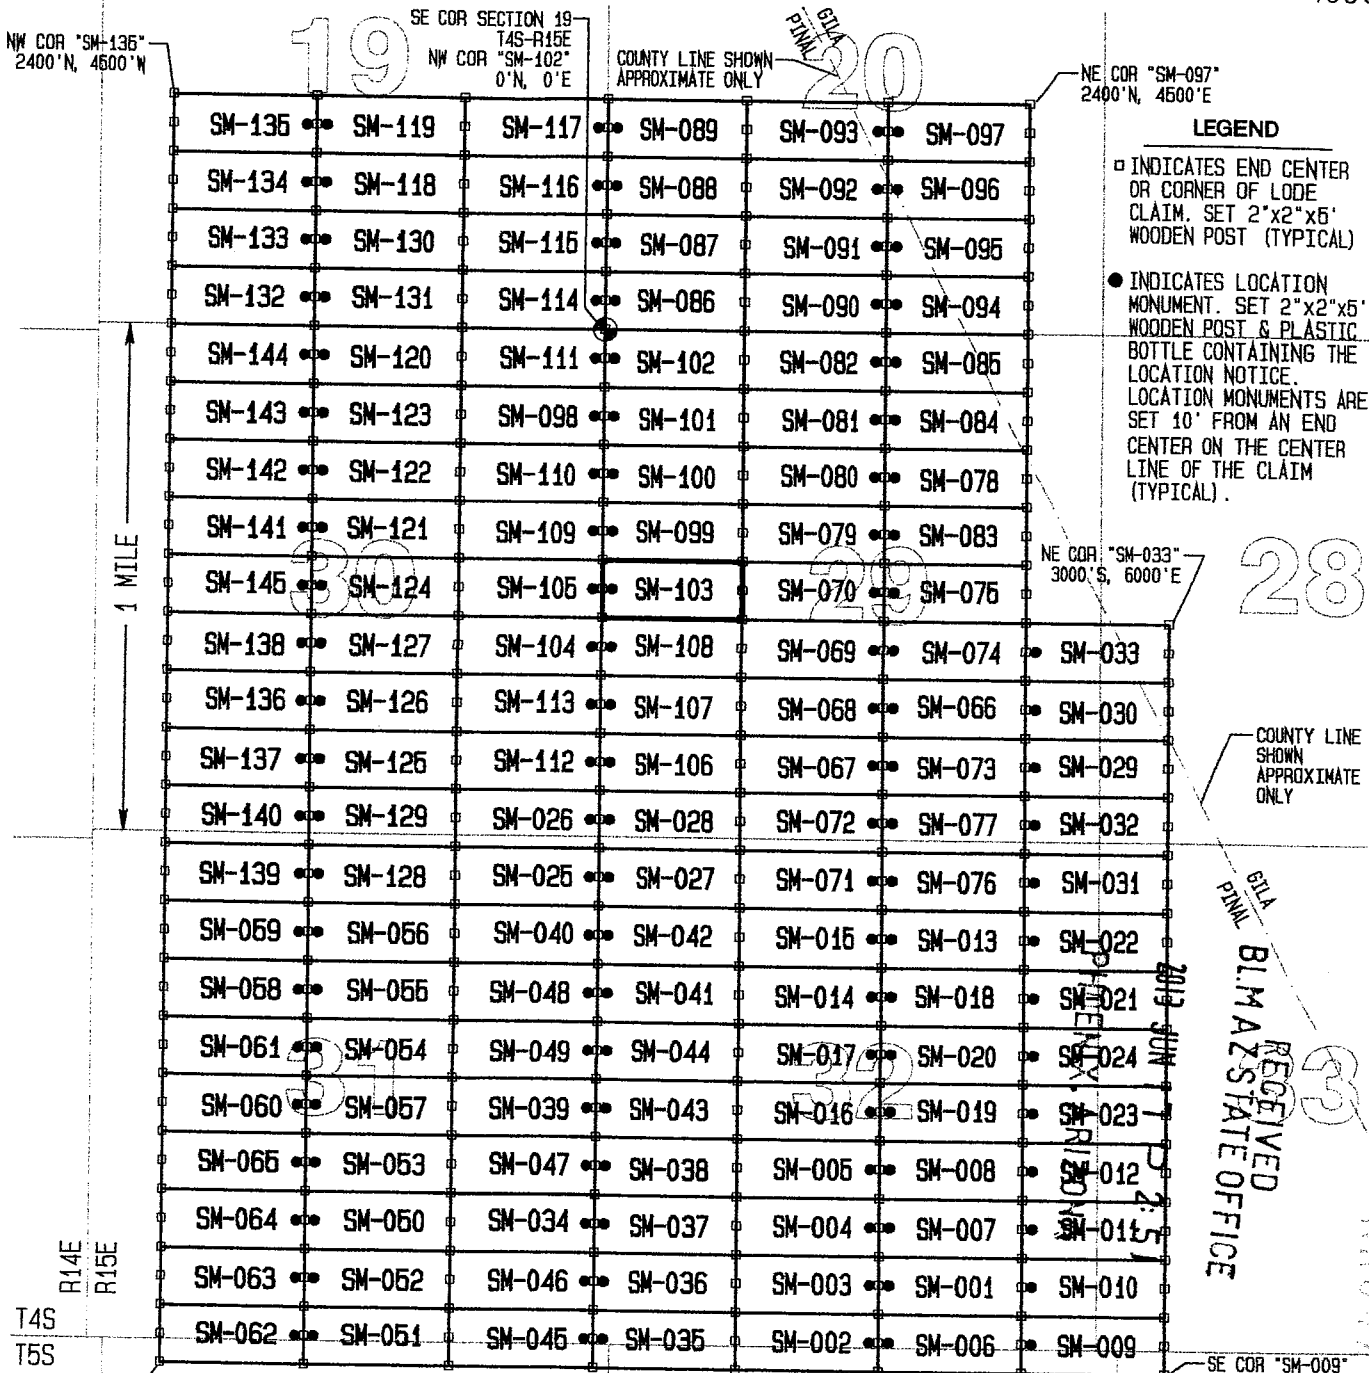 SE COR SECTION 19
T4S-R15E
NW COR "SM-102"
0'N, 0'E
NW COR "SM-135"
2400'N, 4500'W
19
COUNTY LINE SHOWN
APPROXIMATE ONLY
GILA
PINAL
20
NE COR "SM-097"
2400'N, 4500'E
LEGEND
INDICATES END CENTER
OR CORNER OF LODE
CLAIM. SET 2"x2"x5'
WOODEN POST (TYPICAL)
INDICATES LOCATION
MONUMENT. SET 2"x2"x5'
WOODEN POST & PLASTIC
BOTTLE CONTAINING THE
LOCATION NOTICE.
LOCATION MONUMENTS ARE
SET 10' FROM AN END
CENTER ON THE CENTER
LINE OF THE CLAIM
(TYPICAL).
SM-135 SM-119 SM-117 SM-089 SM-093 SM-097
SM-134 SM-118 SM-116 SM-088 SM-092 SM-096
SM-133 SM-130 SM-115 SM-087 SM-091 SM-095
SM-132 SM-131 SM-114 SM-086 SM-090 SM-094
SM-144 SM-120 SM-111 SM-102 SM-082 SM-085
SM-143 SM-123 SM-098 SM-101 SM-081 SM-084
SM-142 SM-122 SM-110 SM-100 SM-080 SM-078
SM-141 SM-121 SM-109 SM-099 SM-079 SM-083
1 MILE
30
29
28
NE COR "SM-033"
3000'S, 6000'E
SM-145 SM-124 SM-105 SM-103 SM-070 SM-075
SM-138 SM-127 SM-104 SM-108 SM-069 SM-074 SM-033
SM-136 SM-126 SM-113 SM-107 SM-068 SM-066 SM-030
SM-137 SM-125 SM-112 SM-106 SM-067 SM-073 SM-029
SM-140 SM-129 SM-026 SM-028 SM-072 SM-077 SM-032
SM-139 SM-128 SM-025 SM-027 SM-071 SM-076 SM-031
SM-059 SM-056 SM-040 SM-042 SM-015 SM-013 SM-022
SM-058 SM-055 SM-048 SM-041 SM-014 SM-018 SM-021
SM-061 SM-054 SM-049 SM-044 SM-017 SM-020 SM-024
SM-060 SM-057 SM-039 SM-043 SM-016 SM-019 SM-023
SM-065 SM-053 SM-047 SM-038 SM-005 SM-008 SM-012
SM-064 SM-050 SM-034 SM-037 SM-004 SM-007 SM-011
SM-063 SM-052 SM-046 SM-036 SM-003 SM-001 SM-010
SM-062 SM-051 SM-045 SM-035 SM-002 SM-006 SM-009
COUNTY LINE
SHOWN
APPROXIMATE
ONLY
GILA
PINAL
31
32
33
RECEIVED
BLM AZ STATE OFFICE
2013 JUN P 2:51
PHOENIX, ARIZONA
R14E
R15E
T4S
T5S
SE COR "SM-009"